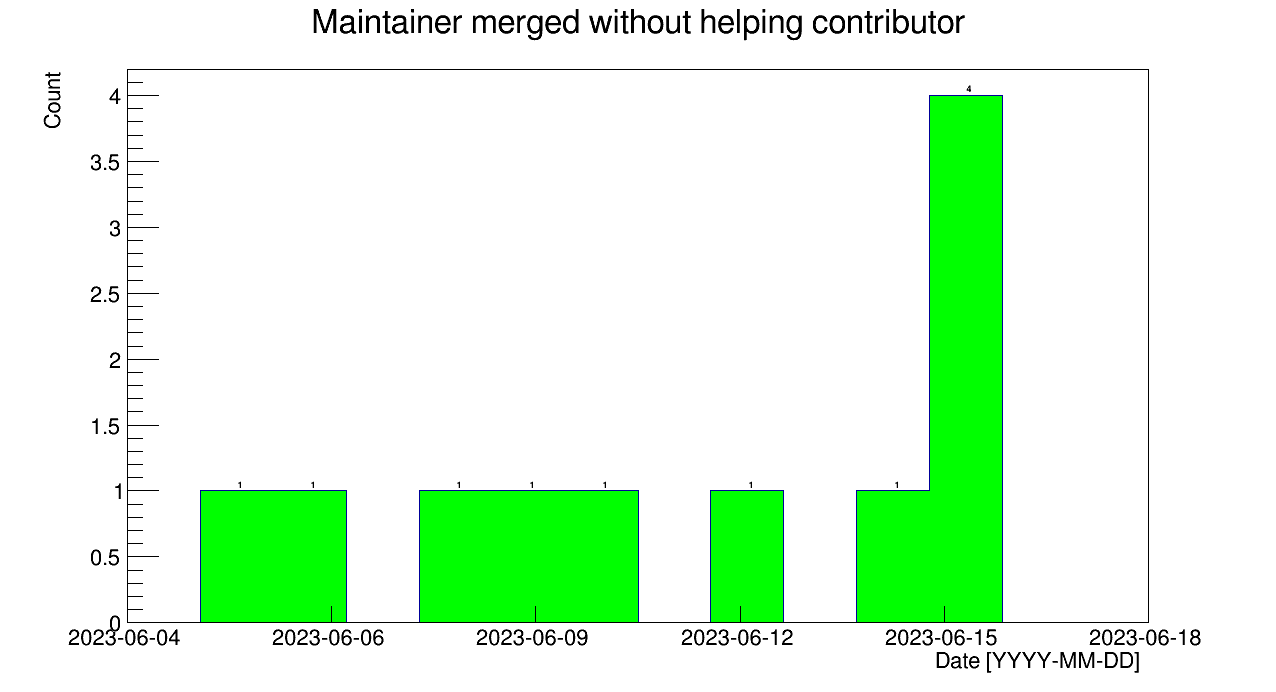 Maintainer merged without helping contributor
Count
4
3.5
3
2.5
2
1.5
1
0.5
0
1 1 1 1 1 1 1 4
2023-06-04 2023-06-06 2023-06-09 2023-06-12 2023-06-15 2023-06-18
Date [YYYY-MM-DD]